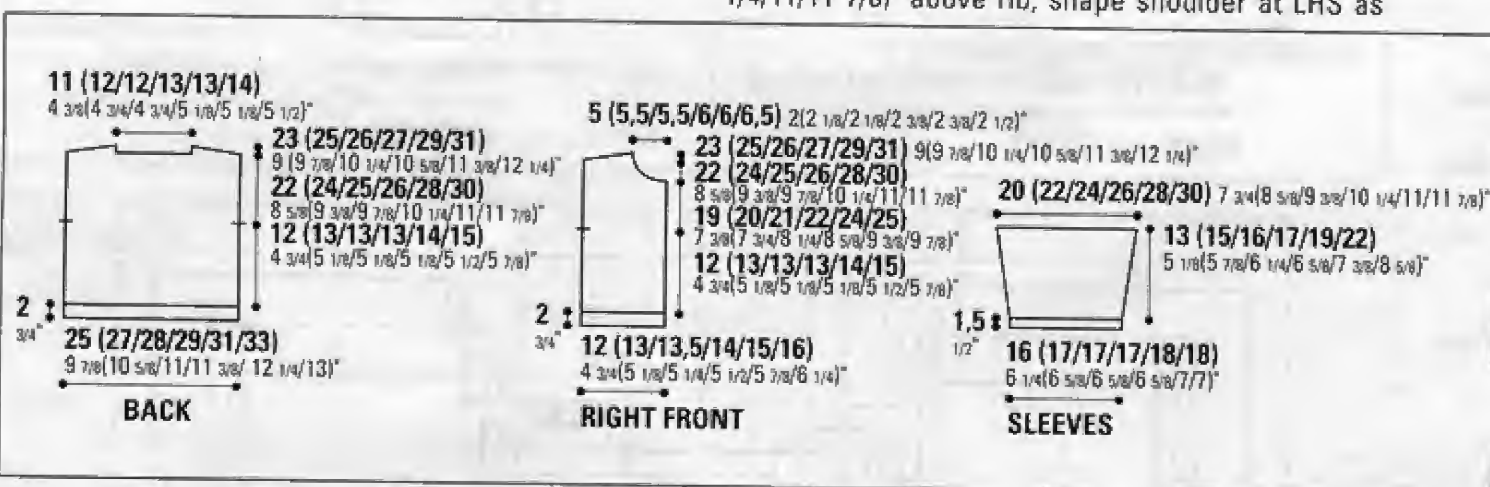 1/4/11/11 7/8)" above rib, shape shoulder at LHS as
11 (12/12/13/13/14)
4 3/8(4 3/4/4 3/4/5 1/8/5 1/8/5 1/2)"
23 (25/26/27/29/31)
9 (9 7/8/10 1/4/10 5/8/11 3/8/12 1/4)"
22 (24/25/26/28/30)
8 5/8(9 3/8/9 7/8/10 1/4/11/11 7/8)"
12 (13/13/13/14/15)
4 3/4(5 1/8/5 1/8/5 1/8/5 1/2/5 7/8)"
2
3/4"
25 (27/28/29/31/33)
9 7/8(10 5/8/11/11 3/8/ 12 1/4/13)"
BACK
5 (5,5/5,5/6/6/6,5) 2(2 1/8/2 1/8/2 3/8/2 3/8/2 1/2)"
23 (25/26/27/29/31) 9(9 7/8/10 1/4/10 5/8/11 3/8/12 1/4)"
22 (24/25/26/28/30)
8 5/8(9 3/8/9 7/8/10 1/4/11/11 7/8)"
19 (20/21/22/24/25)
7 3/8(7 3/4/8 1/4/8 5/8/9 3/8/9 7/8)"
12 (13/13/13/14/15)
4 3/4(5 1/8/5 1/8/5 1/8/5 1/2/5 7/8)"
2
3/4"
12 (13/13,5/14/15/16)
4 3/4(5 1/8/5 1/4/5 1/2/5 7/8/6 1/4)"
RIGHT FRONT
20 (22/24/26/28/30) 7 3/4(8 5/8/9 3/8/10 1/4/11/11 7/8)"
13 (15/16/17/19/22)
5 1/8(5 7/8/6 1/4/6 5/8/7 3/8/8 5/8)"
1,5
1/2"
16 (17/17/17/18/18)
6 1/4(6 5/8/6 5/8/6 5/8/7/7)"
SLEEVES